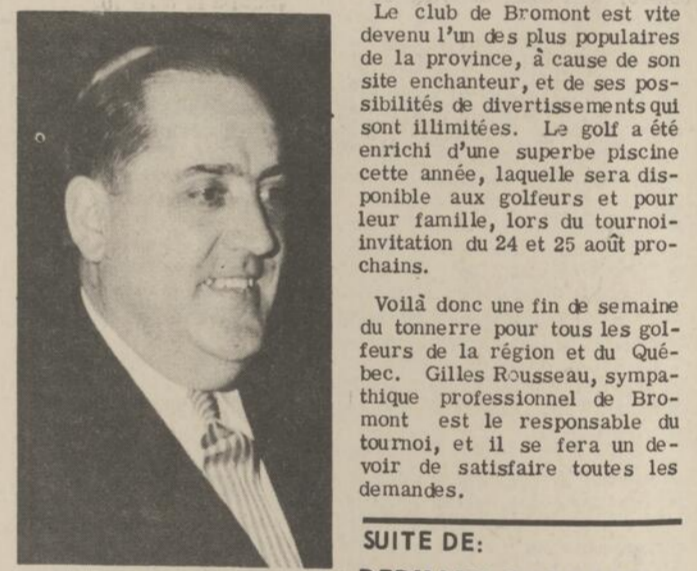 Le club de Bromont est vite
devenu l'un des plus populaires
de la province, à cause de son
site enchanteur, et de ses pos-
sibilités de divertissements qui
sont illimitées. Le golf a été
enrichi d'une superbe piscine
cette année, laquelle sera dis-
ponible aux golfeurs et pour
leur famille, lors du tournoi-
invitation du 24 et 25 août pro-
chains.
Voilà donc une fin de semaine
du tonnerre pour tous les gol-
feurs de la région et du Qué-
bec. Gilles Rousseau, sympa-
thique professionnel de Bro-
mont est le responsable du
tournoi, et il se fera un de-
voir de satisfaire toutes les
demandes.
SUITE DE: